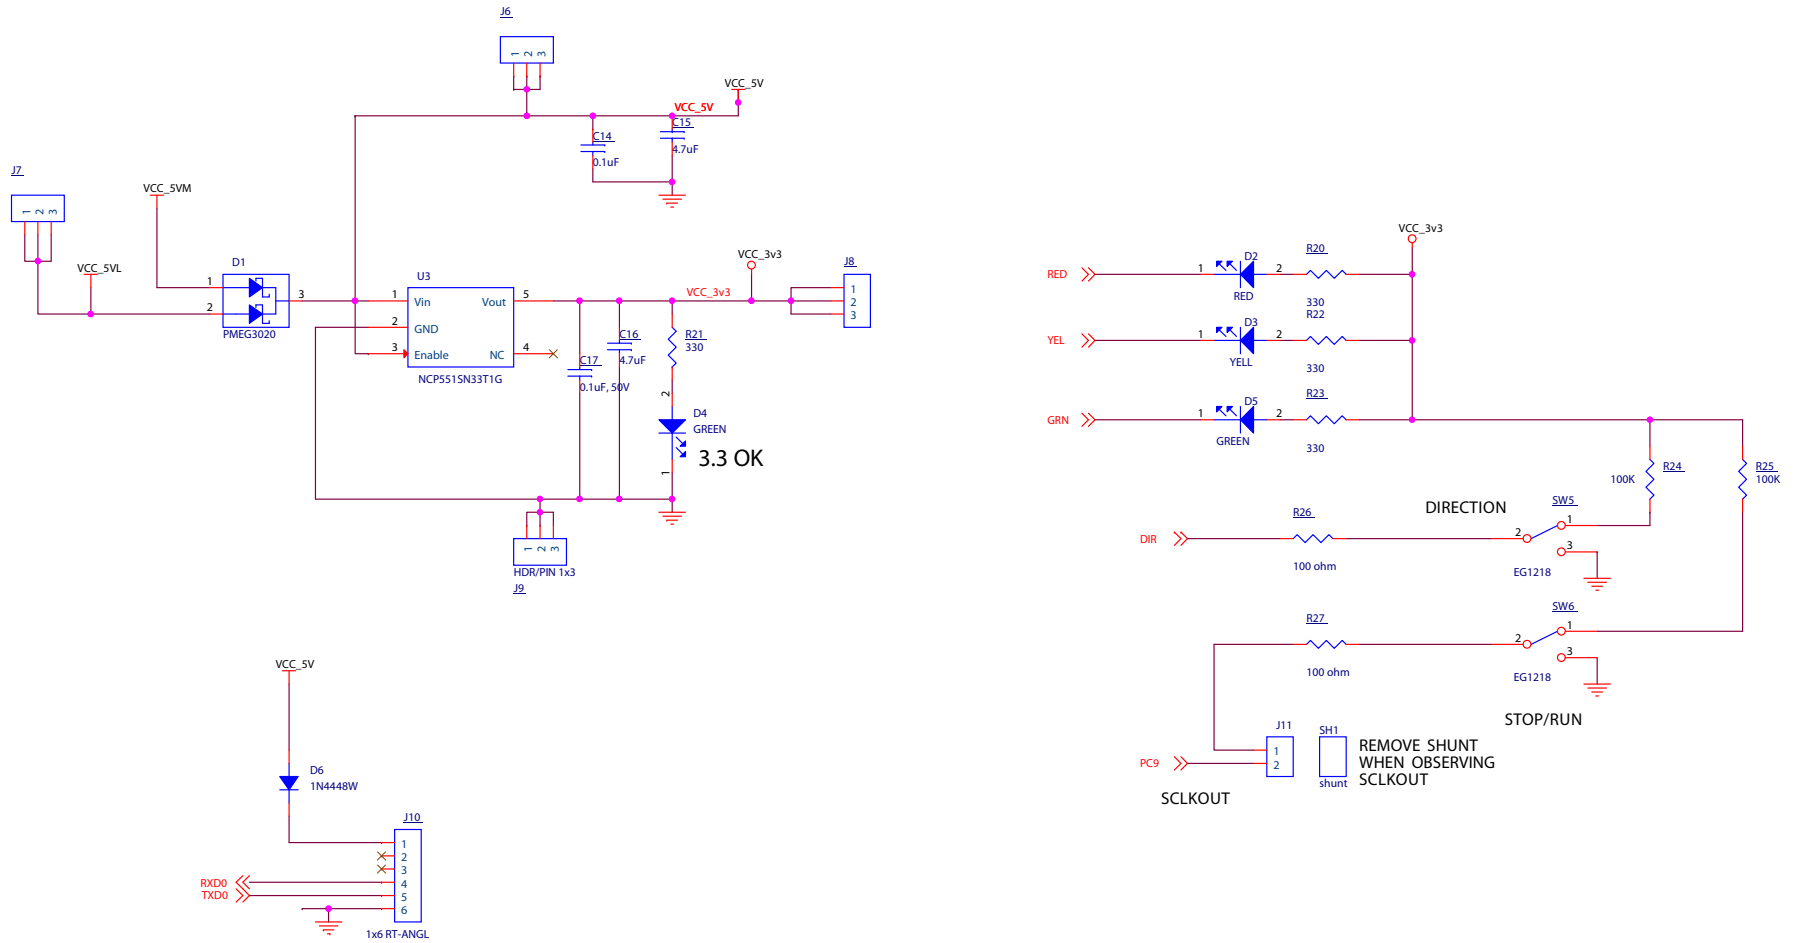 J6
1 2 3
VCC_5V
VCC_5V
C15
4.7uF
C14
0.1uF
J7
1 2 3
VCC_5VM
VCC_5VL
D1
1
2
3
PMEG3020
U3
1 Vin
2 GND
3 Enable
Vout 5
NC 4
NCP551SN33T1G
VCC_3v3
VCC_3v3
J8
1
2
3
C16
4.7uF
C17
0.1uF, 50V
R21
330
2
D4
GREEN
1
3.3 OK
1 2 3
HDR/PIN 1x3
J9
VCC_5V
D6
1N4448W
J10
1
2
3
4
5
6
RXD0
TXD0
1x6 RT-ANGL
VCC_3v3
RED
1 D2 2
RED
R20
330
YEL
1 D3 2
YELL
R22
330
GRN
1 D5 2
GREEN
R23
330
R24
100K
R25
100K
DIRECTION
DIR
R26
100 ohm
SW5
2 1
3
EG1218
R27
100 ohm
SW6
2 1
3
EG1218
STOP/RUN
J11
1
2
PC9
SCLKOUT
SH1
shunt
REMOVE SHUNT
WHEN OBSERVING
SCLKOUT